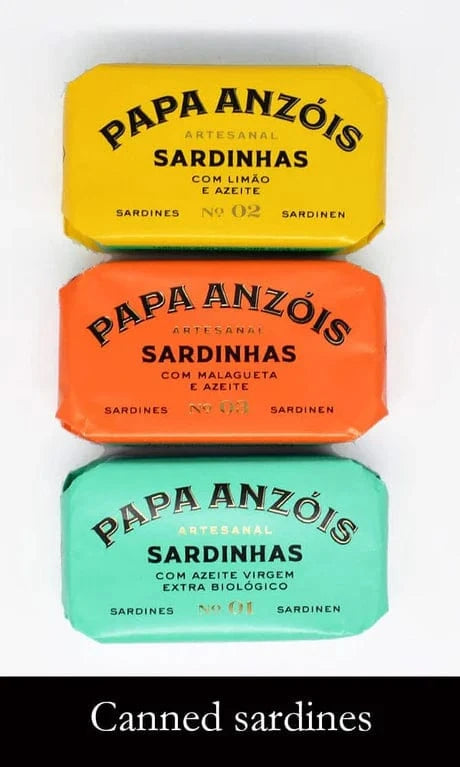 PAPA ANZÓIS
ARTESANAL
SARDINHAS
COM LIMÃO
E AZEITE
SARDINES Nº 02 SARDINEN
PAPA ANZÓIS
ARTESANAL
SARDINHAS
COM MALAGUETA
E AZEITE
SARDINES Nº 03 SARDINEN
PAPA ANZÓIS
ARTESANAL
SARDINHAS
COM AZEITE VIRGEM
EXTRA BIOLÓGICO
SARDINES Nº 01 SARDINEN
Canned sardines